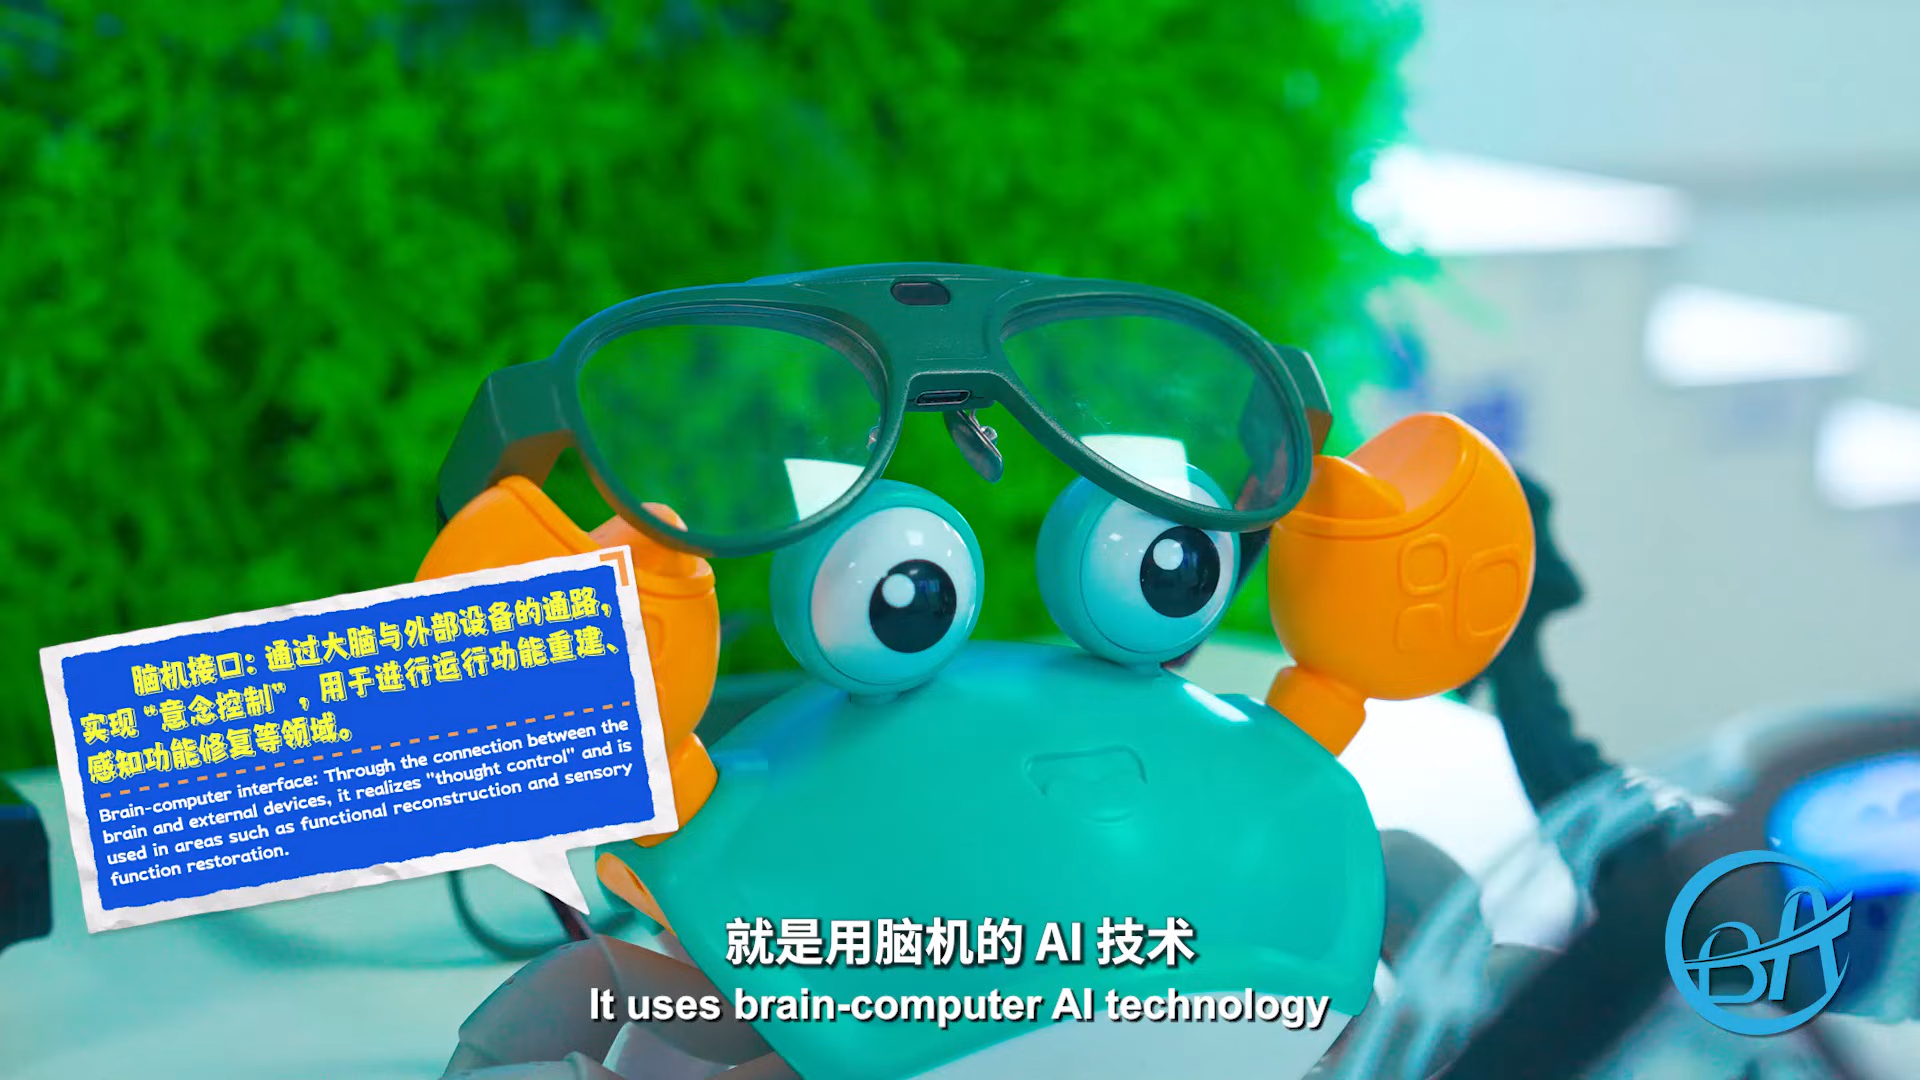 脑机接口：通过大脑与外部设备的通路，
实现“意念控制”，用于进行运行功能重建、
感知功能修复等领域。
Brain-computer interface: Through the connection between the
brain and external devices, it realizes "thought control" and is
used in areas such as functional reconstruction and sensory
function restoration.
就是用脑机的 AI 技术
It uses brain-computer AI technology
BA